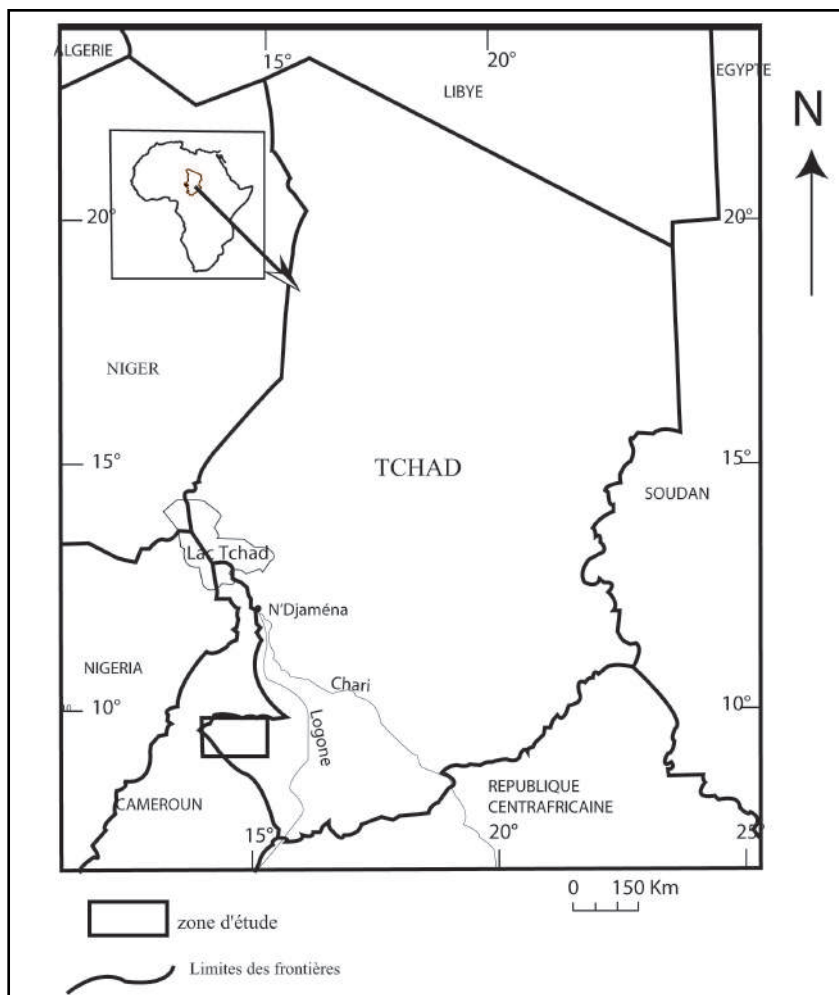 ALGERIE
15°
20°
LIBYE
EGYPTE
N
20°
20°
NIGER
15°
TCHAD
15°
SOUDAN
Lac Tchad
N'Djaména
NIGERIA
Chari
10°
10°
Logone
CAMEROUN
REPUBLIQUE
CENTRAFRICAINE
15°
20°
25°
0 150 Km
zone d'étude
Limites des frontières